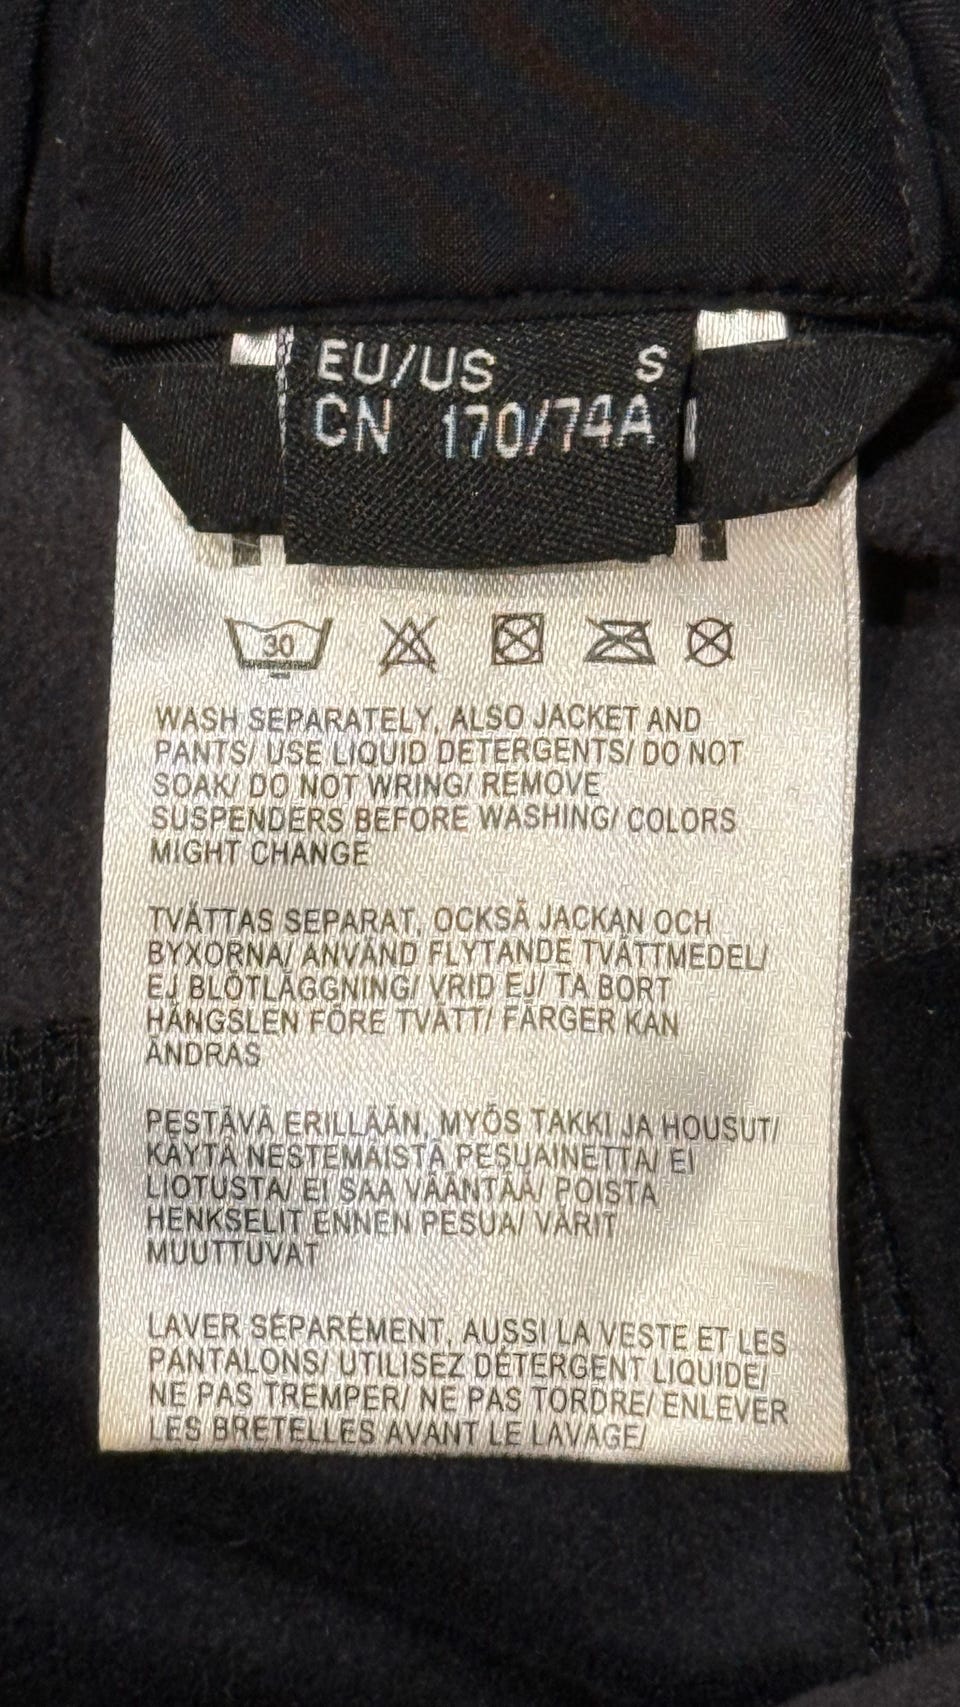 EU/US S
CN 170/74A
30
WASH SEPARATELY, ALSO JACKET AND
PANTS/ USE LIQUID DETERGENTS/ DO NOT
SOAK/ DO NOT WRING/ REMOVE
SUSPENDERS BEFORE WASHING/ COLORS
MIGHT CHANGE
TVÄTTAS SEPARAT, OCKSÅ JACKAN OCH
BYXORNA/ ANVÄND FLYTANDE TVÄTTMEDEL/
EJ BLÖTLÄGGNING/ VRID EJ/ TA BORT
HÄNGSLEN FÖRE TVÄTT/ FÄRGER KAN
ÄNDRAS
PESTÄVÄ ERILLÄÄN, MYÖS TAKKI JA HOUSUT/
KÄYTÄ NESTEMAISTÄ PESUAINETTA/ EI
LIOTUSTA/ EI SAA VÄÄNTÄÄ/ POISTA
HENKSELIT ENNEN PESUA/ VÄRIT
MUUTTUVAT
LAVER SÉPARÉMENT, AUSSI LA VESTE ET LES
PANTALONS/ UTILISEZ DÉTERGENT LIQUIDE/
NE PAS TREMPER/ NE PAS TORDRE/ ENLEVER
LES BRETELLES AVANT LE LAVAGE/